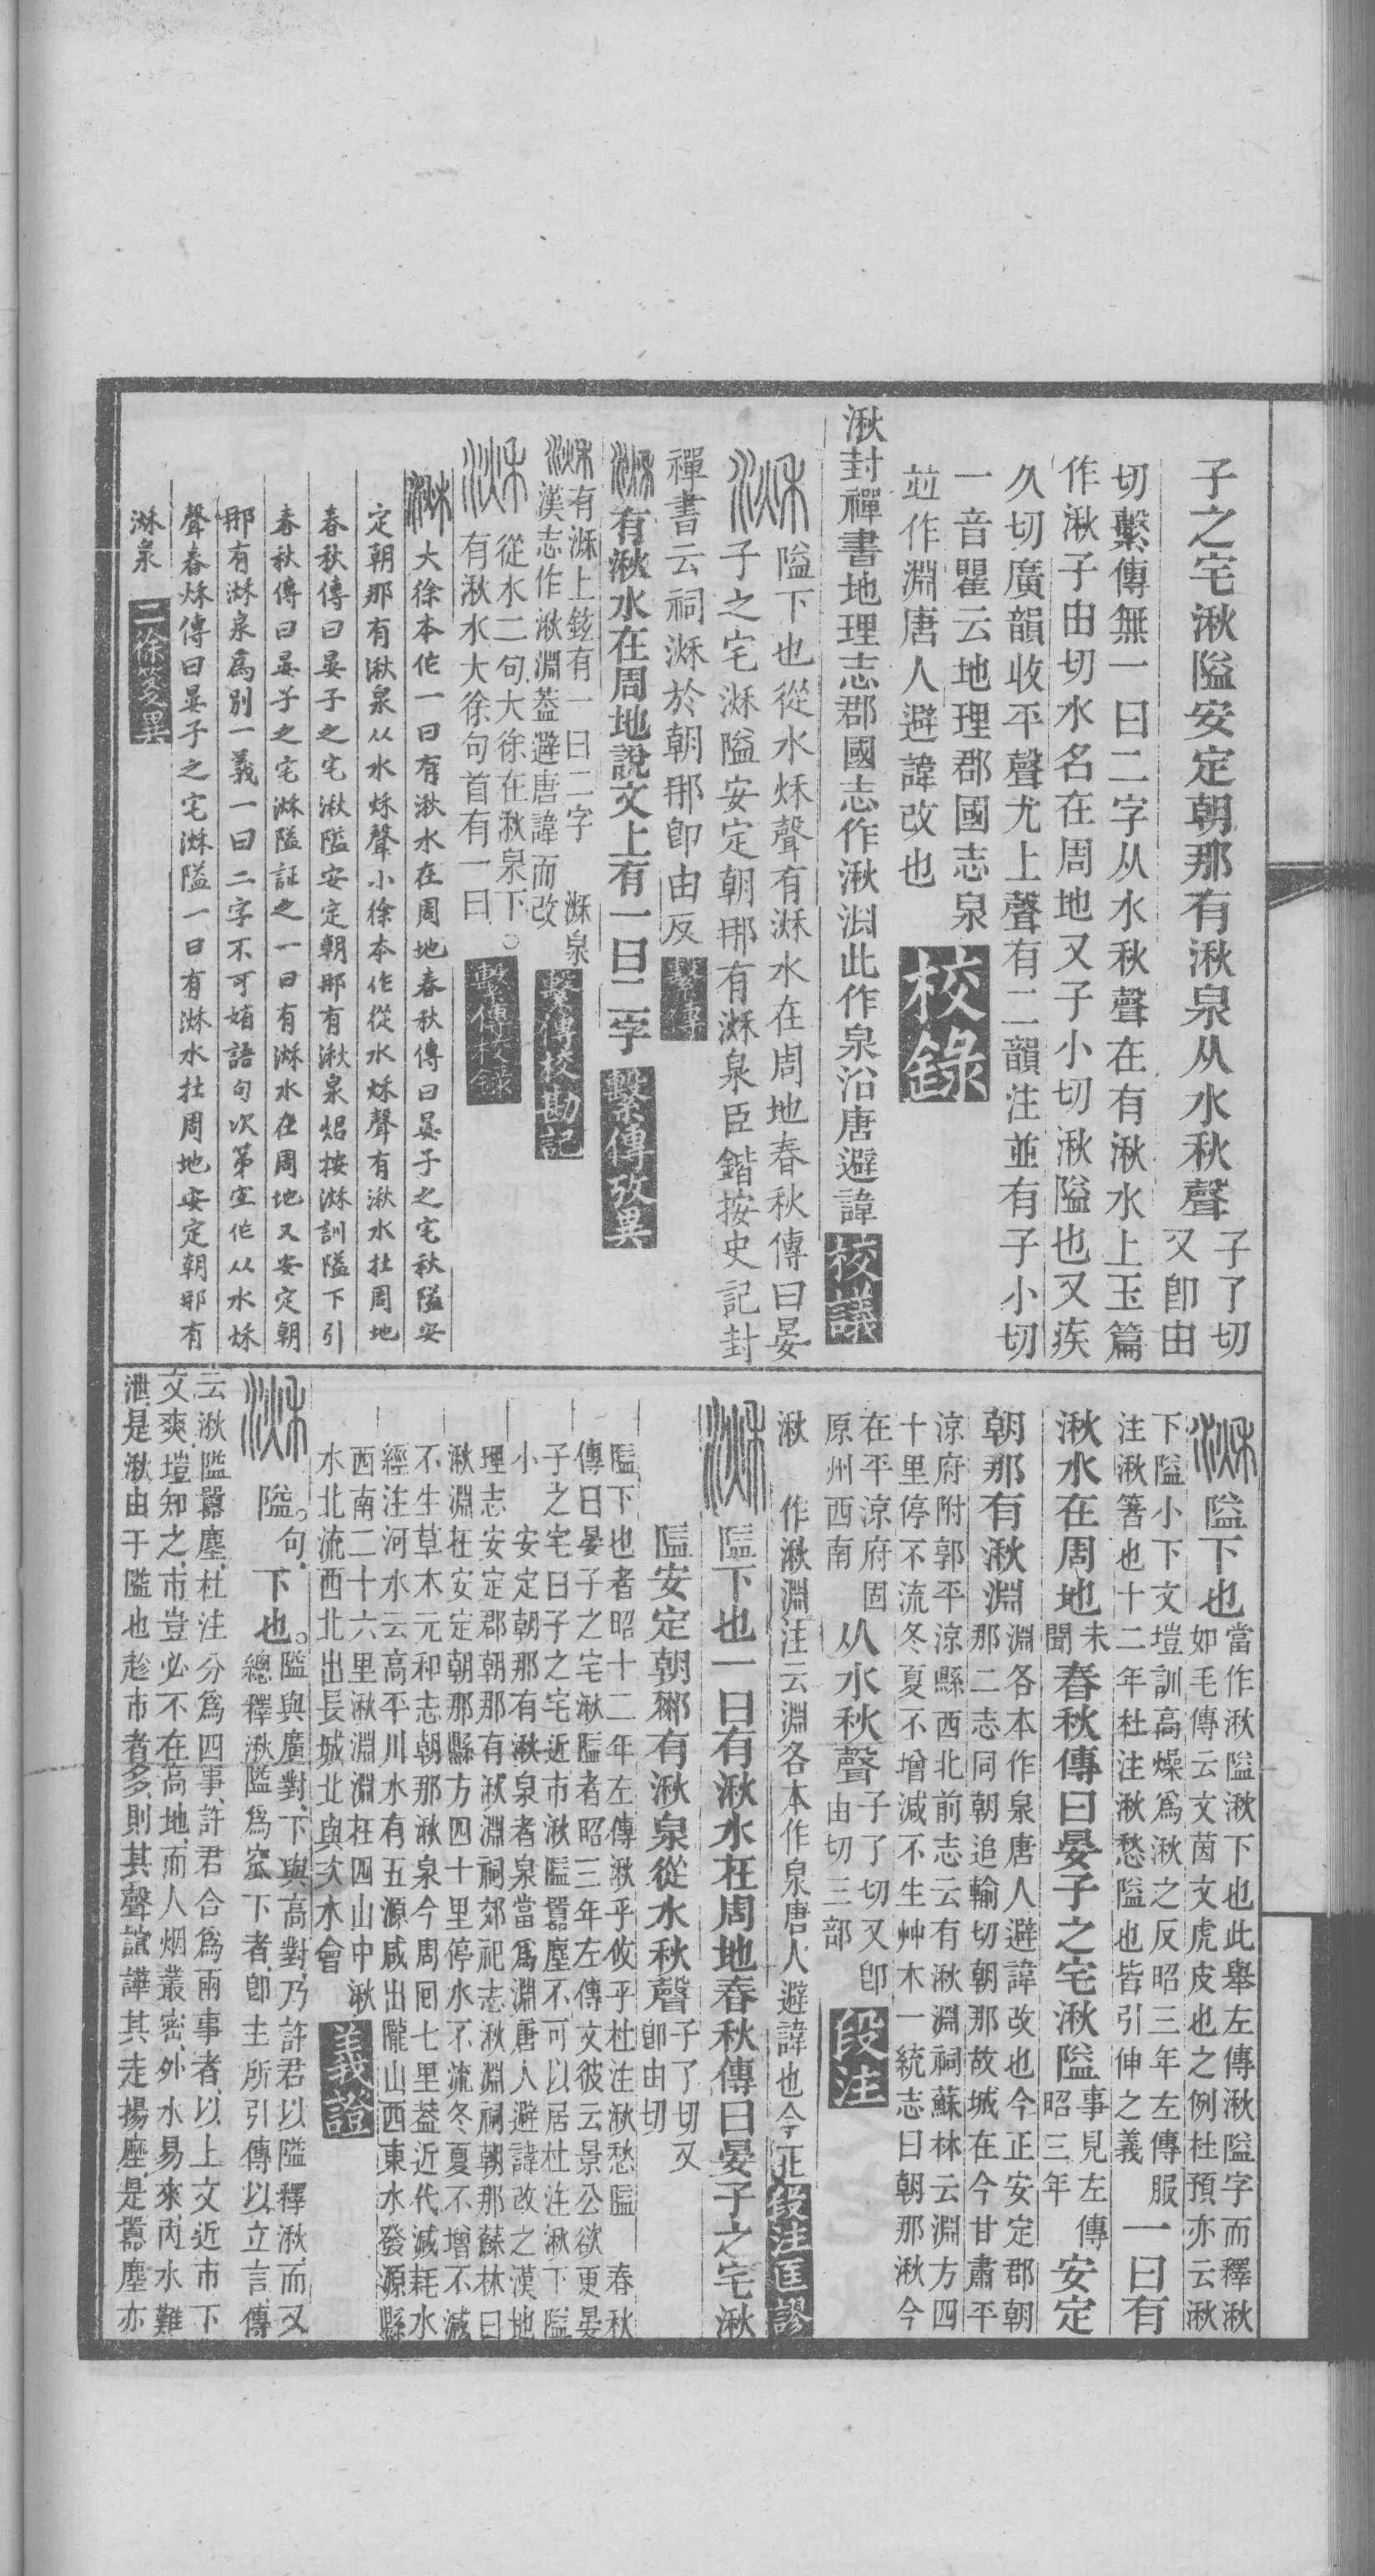 子之宅湫隘安定朝那有湫泉从水秋聲子了切
又卽由
切繫傳無一曰二字从水秋聲在有湫水上玉篇
作湫子由切水名在周地又子小切湫隘也又疾
久切廣韻收平聲尤上聲有二韻注並有子小切
一音瞿云地理郡國志泉
竝作淵唐人避諱改也 校錄
湫封禪書地理志郡國志作湫淵此作泉沿唐避諱 校議
隘下也從水秌聲有湫水在周地春秋傳曰晏
子之宅湫隘安定朝那有湫泉臣鍇按史記封
禪書云祠湫於朝那卽由反 繫傳
有湫水在周地說文上有一曰二字 繫傳攷異
有湫上鉉有一曰二字 湫泉
漢志作湫淵蓋避唐諱而改 繫傳校勘記
從水二句大徐在湫泉下。
有湫水大徐句首有一曰 繫傳校錄
大徐本作一曰有湫水在周地春秋傳曰晏子之宅秋隘安
定朝那有湫泉从水秌聲小徐本作從水秌聲有湫水在周地
春秋傳曰晏子之宅湫隘安定朝那有湫泉炤按湫訓隘下引
春秋傳曰晏子之宅湫隘証之一曰有湫水在周地又安定朝
那有湫泉爲別一義一曰二字不可媘語句次第宜作从水秌
聲春秌傳曰晏子之宅湫隘一曰有湫水在周地安定朝那有
湫泉 二徐箋異
隘下也當作湫隘湫下也此舉左傳湫隘字而釋湫
如毛傳云文茵文虎皮也之例杜預亦云湫
下隘小下文塏訓高燥爲湫之反昭三年左傳服
注湫箸也十二年杜注湫愁隘也皆引伸之義一曰有
湫水在周地未
聞春秋傳曰晏子之宅湫隘事見左傳
昭三年安定
朝那有湫淵淵各本作泉唐人避諱改也今正安定郡朝
那二志同朝追輸切朝那故城在今甘肅平
涼府附郭平涼縣西北前志云有湫淵祠蘇林云淵方四
十里停不流冬夏不增減不生艸木一統志曰朝那湫今
在平涼府固
原州西南从水秋聲子了切又卽
由切三部 段注
湫 作湫淵注云淵各本作泉唐人避諱也今正 段注匡謬
隘下也一曰有湫水在周地春秋傳曰晏子之宅湫
隘安定朝那有湫泉從水秋聲子了切又
卽由切
隘下也者昭十二年左傳湫乎攸乎杜注湫愁隘 春秋
傳曰晏子之宅湫隘者昭三年左傳文彼云景公欲更晏
子之宅曰子之宅近市湫隘囂塵不可以居杜注湫下隘
小 安定朝那有湫泉者泉當爲淵唐人避諱改之漢地
理志安定郡朝那有湫淵祠郊祀志湫淵祠朝那蘇林曰
湫淵在安定朝那縣方四十里停水不流冬夏不增不減
不生草木元和志朝那湫泉今周囘七里葢近代減耗水
經注河水云高平川水有五源咸出隴山西東水發源縣
西南二十六里湫淵淵在四山中湫
水北流西北出長城北與次水會 義證
隘。句下也。隘與廣對、下與高對、乃許君以隘釋湫、而又
總釋湫隘爲窊下者、卽主所引傳以立言、傳
云湫隘囂塵、杜注分爲四事、許君合爲兩事者、以上文近市下
文爽塏知之、市豈必不在高地、而人烟叢密、外水易來、內水難
泄、是湫由于隘也、趁市者多、則其聲諠譁、其走揚塵、是囂塵亦